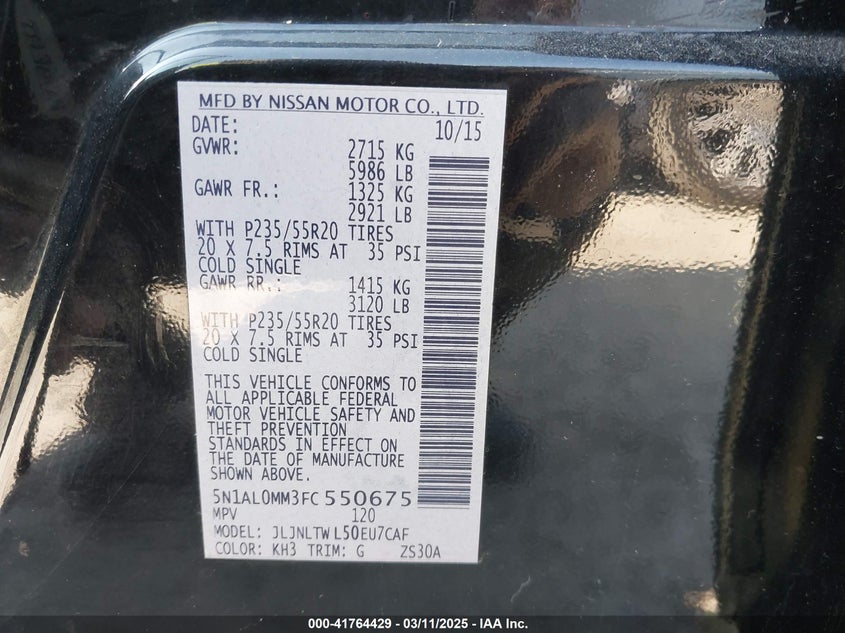 MFD BY NISSAN MOTOR CO., LTD.
DATE: 10/15
GVWR: 2715 KG
5986 LB
GAWR FR.: 1325 KG
2921 LB
WITH P235/55R20 TIRES
20 X 7.5 RIMS AT 35 PSI
COLD SINGLE
GAWR RR.: 1415 KG
3120 LB
WITH P235/55R20 TIRES
20 X 7.5 RIMS AT 35 PSI
COLD SINGLE
THIS VEHICLE CONFORMS TO
ALL APPLICABLE FEDERAL
MOTOR VEHICLE SAFETY AND
THEFT PREVENTION
STANDARDS IN EFFECT ON
THE DATE OF MANUFACTURE
SHOWN ABOVE.
5N1AL0MM3FC550675
MPV 120
MODEL: JLJNLTWL50EU7CAF
COLOR: KH3 TRIM: G ZS30A
000-41764429 - 03/11/2025 - IAA Inc.